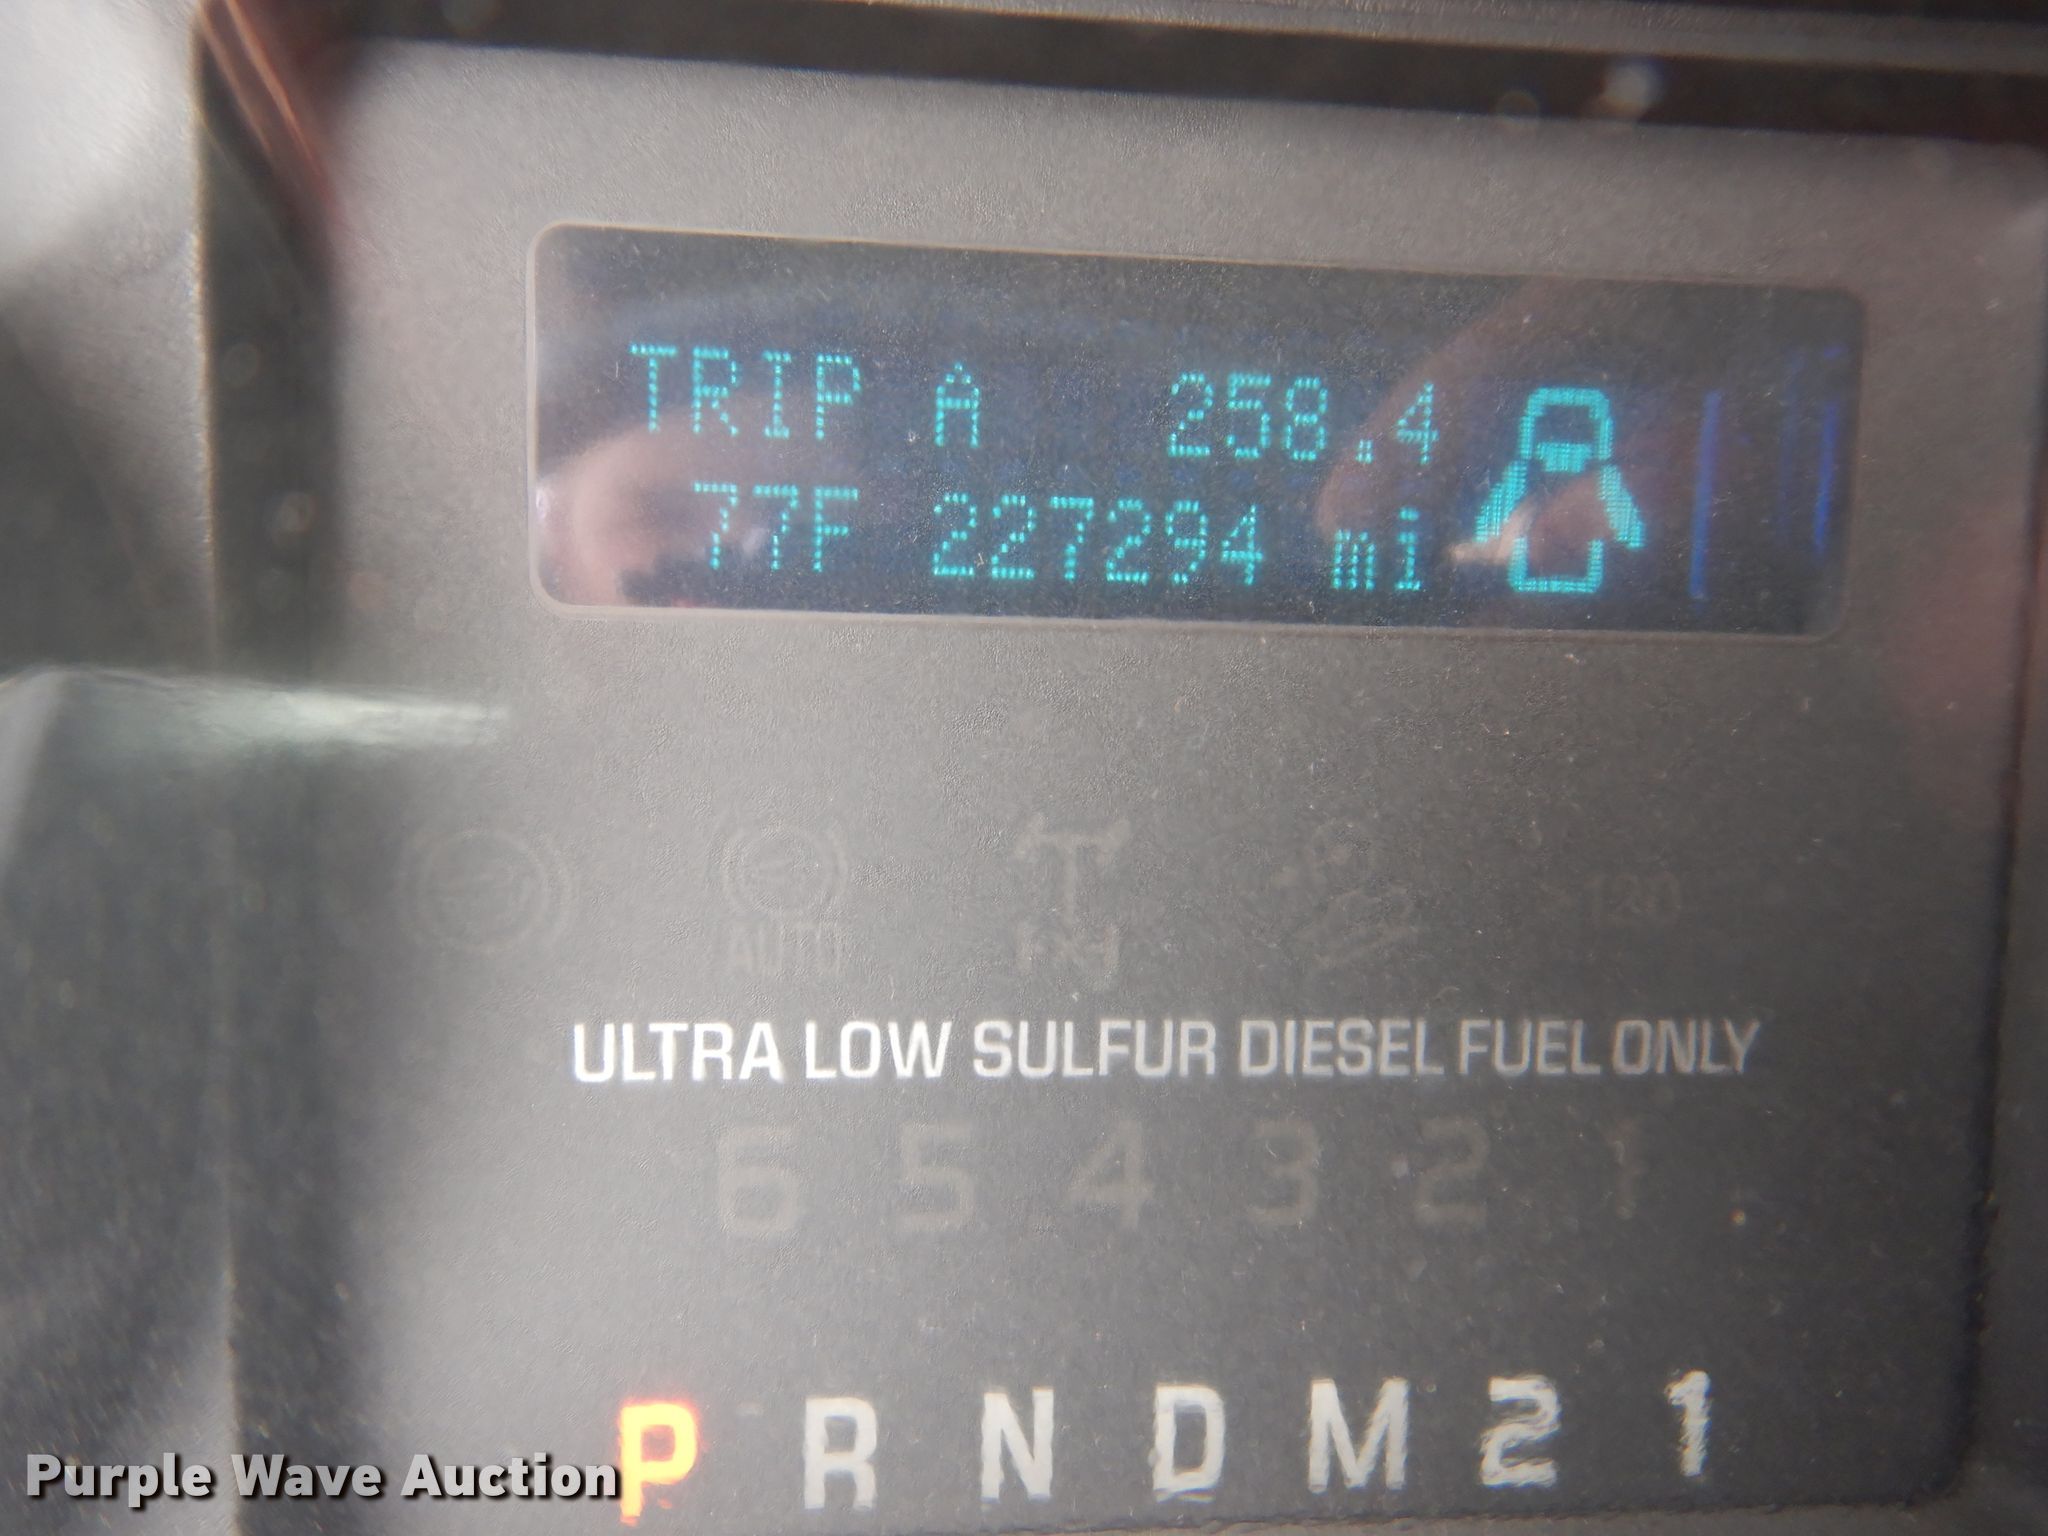 TRIP A 258.4
77F 227294 mi
AUTO
ULTRA LOW SULFUR DIESEL FUEL ONLY
6 5 4 3 2 1
P R N D M 2 1
Purple Wave Auction